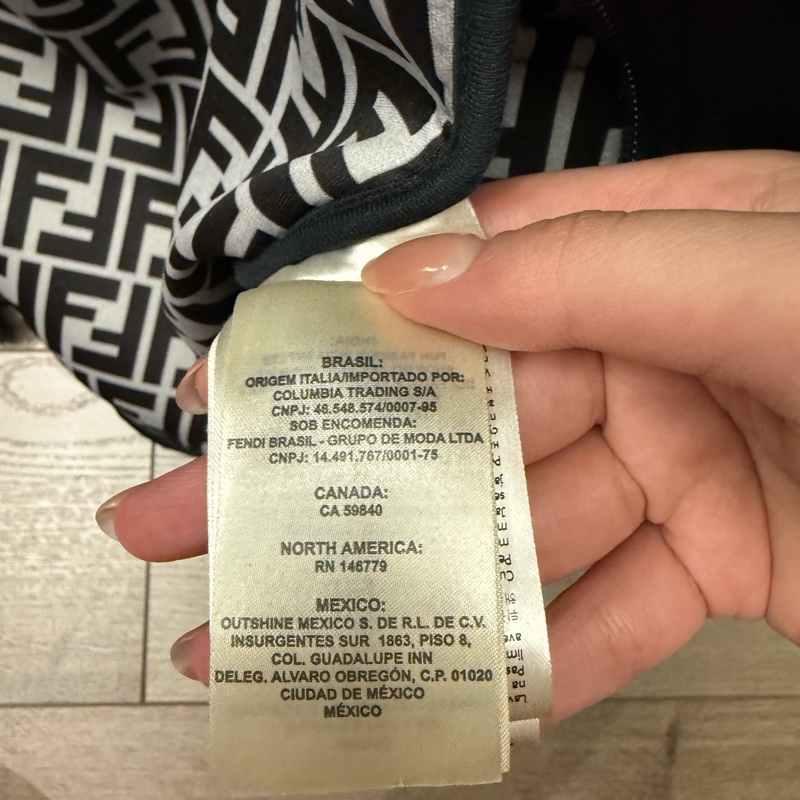 BRASIL:
ORIGEM ITALIA/IMPORTADO POR:
COLUMBIA TRADING S/A
CNPJ: 46.548.574/0007-95
SOB ENCOMENDA:
FENDI BRASIL - GRUPO DE MODA LTDA
CNPJ: 14.491.767/0001-75
CANADA:
CA 59840
NORTH AMERICA:
RN 146779
MEXICO:
OUTSHINE MEXICO S. DE R.L. DE C.V.
INSURGENTES SUR 1863, PISO 8,
COL. GUADALUPE INN
DELEG. ALVARO OBREGÓN, C.P. 01020
CIUDAD DE MÉXICO
MÉXICO